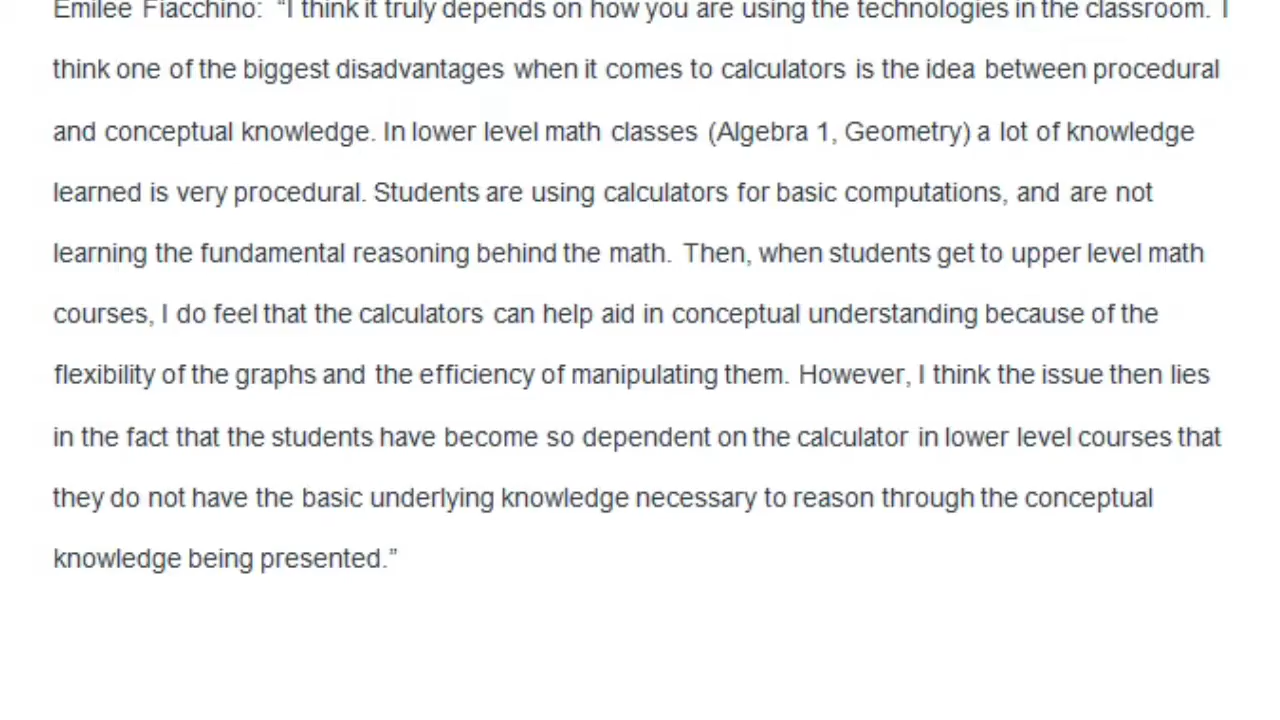 Emilee Fiacchino: “I think it truly depends on how you are using the technologies in the classroom. I
think one of the biggest disadvantages when it comes to calculators is the idea between procedural
and conceptual knowledge. In lower level math classes (Algebra 1, Geometry) a lot of knowledge
learned is very procedural. Students are using calculators for basic computations, and are not
learning the fundamental reasoning behind the math. Then, when students get to upper level math
courses, I do feel that the calculators can help aid in conceptual understanding because of the
flexibility of the graphs and the efficiency of manipulating them. However, I think the issue then lies
in the fact that the students have become so dependent on the calculator in lower level courses that
they do not have the basic underlying knowledge necessary to reason through the conceptual
knowledge being presented.”